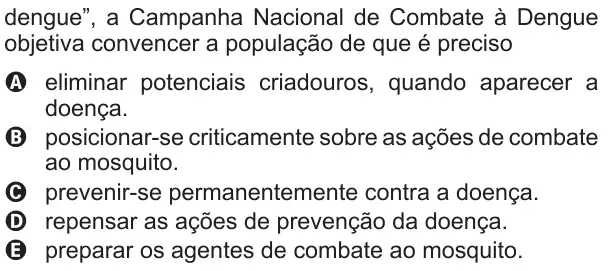 dengue”, a Campanha Nacional de Combate à Dengue
objetiva convencer a população de que é preciso
A eliminar potenciais criadouros, quando aparecer a
doença.
B posicionar-se criticamente sobre as ações de combate
ao mosquito.
C prevenir-se permanentemente contra a doença.
D repensar as ações de prevenção da doença.
E preparar os agentes de combate ao mosquito.